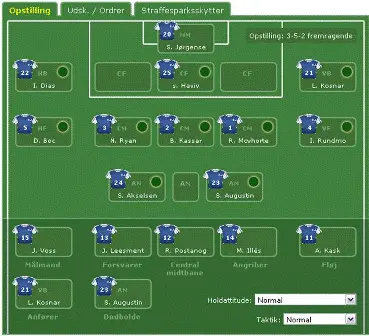 Opstilling Udsk. / Ordrer Straffesparksskytter
20 MM
S. Jørgense
Opstilling: 3-5-2 fremragende
22 HB CF 25 CF CF 21 VB
I. Dias s. Haviv L. Kosnar
5 HF 3 CM 2 CM 1 CM 4 VF
D. Boc N. Ryan B. Kassar R. Mavhorte I. Rundmo
24 AN AN 23 AN
S. Akselsen S. Augustin
15 13 12 14 11
J. Voss J. Leesment R. Postanog M. Illés A. Kask
Målmand Forsvarer Central midtbane Angriber Fløj
21 VB 23 AN
L. Kosnar S. Augustin
Anfører Dødbolde
Holdattitude: Normal
Taktik: Normal